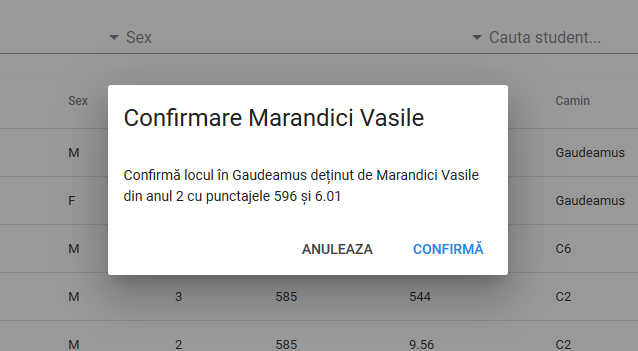 Sex
Cauta student...
Sex
Camin
M
Gaudeamus
F
Gaudeamus
M
C6
M 3 585 544 C2
M 2 585 9.56 C2
Confirmare Marandici Vasile
Confirmă locul în Gaudeamus deținut de Marandici Vasile
din anul 2 cu punctajele 596 și 6.01
ANULEAZA CONFIRMĂ